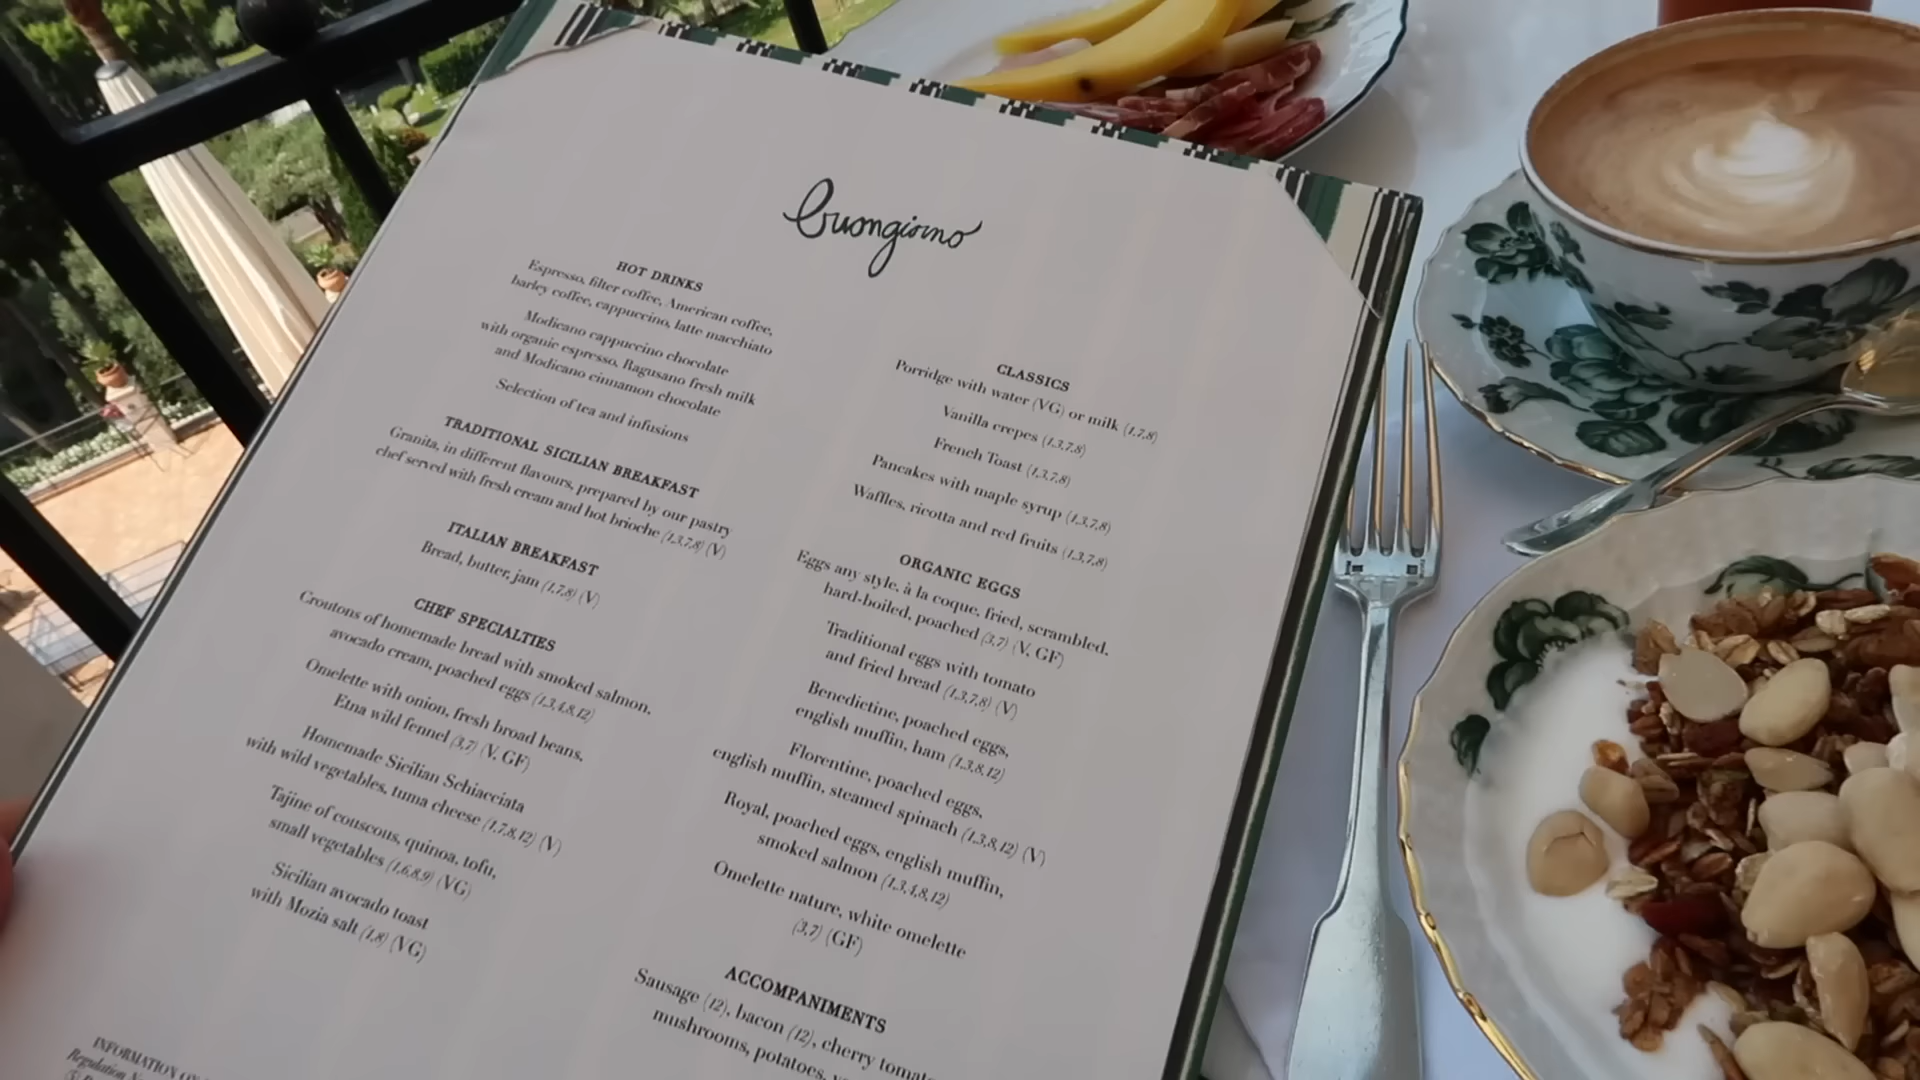 Buongiorno
HOT DRINKS
Espresso, filter coffee, American coffee,
barley coffee, cappuccino, latte macchiato
Modicano cappuccino chocolate
with organic espresso, Ragusano fresh milk
and Modicano cinnamon chocolate
Selection of tea and infusions
TRADITIONAL SICILIAN BREAKFAST
Granita, in different flavours, prepared by our pastry
chef served with fresh cream and hot brioche (1,3,7,8) (V)
ITALIAN BREAKFAST
Bread, butter, jam (1,7,8) (V)
CHEF SPECIALTIES
Croutons of homemade bread with smoked salmon,
avocado cream, poached eggs (1,3,4,8,12)
Omelette with onion, fresh broad beans,
Etna wild fennel (3,7) (V, GF)
Homemade Sicilian Schiacciata
with wild vegetables, tuma cheese (1,7,8,12) (V)
Tajine of couscous, quinoa, tofu,
small vegetables (1,6,8,9) (VG)
Sicilian avocado toast
with Mozia salt (1,8) (VG)
CLASSICS
Porridge with water (VG) or milk (1,7,8)
Vanilla crepes (1,3,7,8)
French Toast (1,3,7,8)
Pancakes with maple syrup (1,3,7,8)
Waffles, ricotta and red fruits (1,3,7,8)
ORGANIC EGGS
Eggs any style, à la coque, fried, scrambled,
hard-boiled, poached (3,7) (V, GF)
Traditional eggs with tomato
and fried bread (1,3,7,8) (V)
Benedictine, poached eggs,
english muffin, ham (1,3,8,12)
Florentine, poached eggs,
english muffin, steamed spinach (1,3,8,12) (V)
Royal, poached eggs, english muffin,
smoked salmon (1,3,4,8,12)
Omelette nature, white omelette
(3,7) (GF)
ACCOMPANIMENTS
Sausage (12), bacon (12), cherry
mushrooms, potatoes,
INFORMATION
Regulation